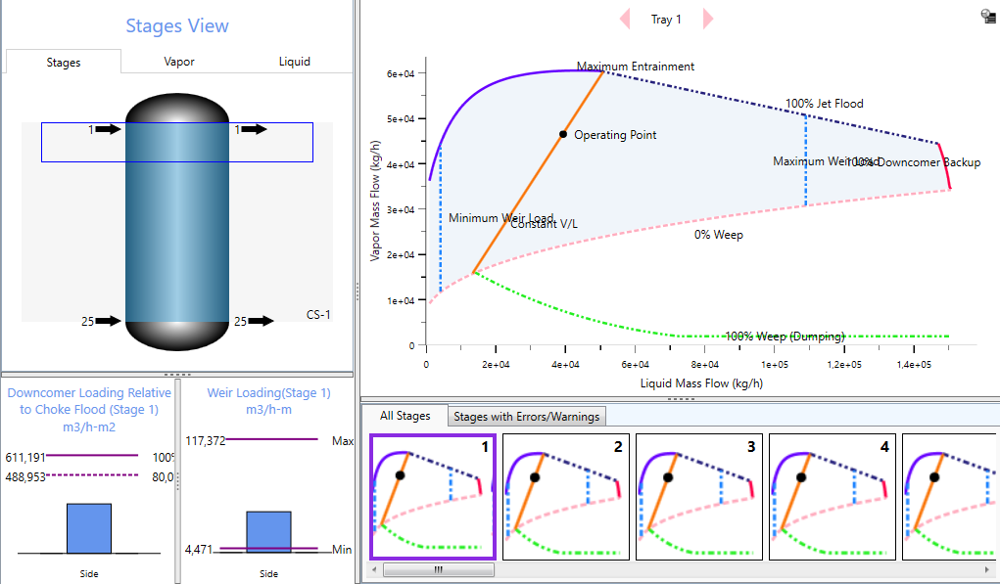 Stages View
Stages
Vapor
Liquid
1
1
25
25
CS-1
Downcomer Loading Relative
to Choke Flood (Stage 1)
m3/h-m2
611,191
100%
488,953
80,0
Side
Weir Loading(Stage 1)
m3/h-m
117,372
Max
4,471
Min
Side
Tray 1
Vapor Mass Flow (kg/h)
6e+04
5e+04
4e+04
3e+04
2e+04
1e+04
0
Maximum Entrainment
100% Jet Flood
Operating Point
Maximum Weir Load
100% Downcomer Backup
Minimum Weir Load
Constant V/L
0% Weep
100% Weep (Dumping)
0
2e+04
4e+04
6e+04
8e+04
1e+05
1,2e+05
1,4e+05
Liquid Mass Flow (kg/h)
All Stages
Stages with Errors/Warnings
1
2
3
4